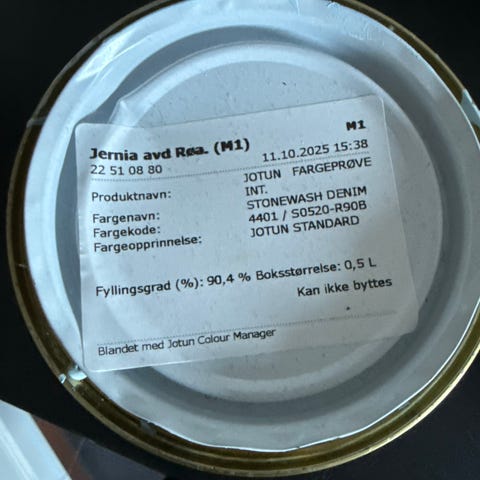 M1
Jernia avd Røa. (M1)
22 51 08 80 11.10.2025 15:38
Produktnavn: JOTUN FARGEPRØVE
INT.
Fargenavn: STONEWASH DENIM
Fargekode: 4401 / S0520-R90B
Fargeopprinnelse: JOTUN STANDARD
Fyllingsgrad (%): 90,4 % Boksstørrelse: 0,5 L
Kan ikke byttes
Blandet med Jotun Colour Manager